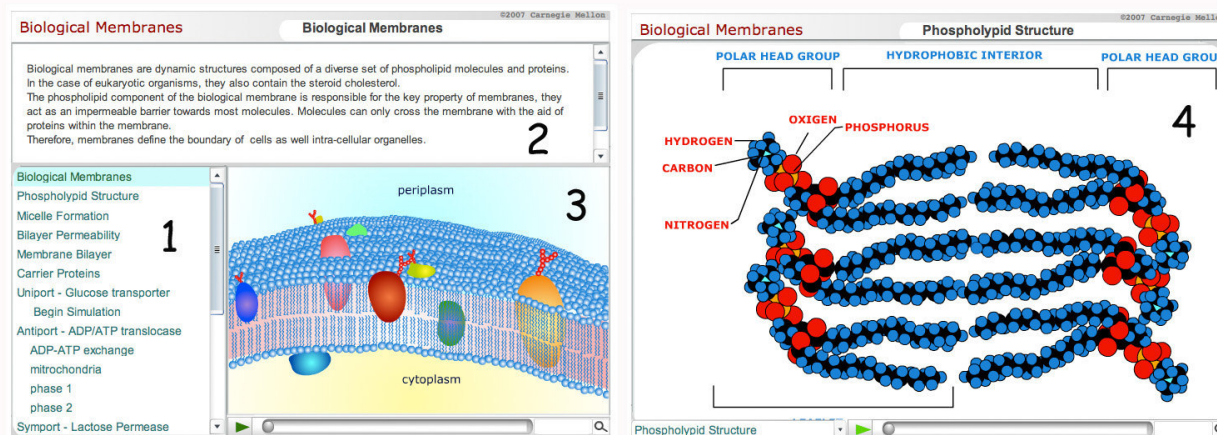 ©2007 Carnegie Mellon
Biological Membranes
Biological Membranes
Biological membranes are dynamic structures composed of a diverse set of phospholipid molecules and proteins.
In the case of eukaryotic organisms, they also contain the steroid cholesterol.
The phospholipid component of the biological membrane is responsible for the key property of membranes, they
act as an impermeable barrier towards most molecules. Molecules can only cross the membrane with the aid of
proteins within the membrane.
Therefore, membranes define the boundary of cells as well intra-cellular organelles.
2
Biological Membranes
Phospholypid Structure
Micelle Formation
Bilayer Permeability
Membrane Bilayer
Carrier Proteins
Uniport - Glucose transporter
Begin Simulation
Antiport - ADP/ATP translocase
ADP-ATP exchange
mitrochondria
phase 1
phase 2
Symport - Lactose Permease
1
periplasm
3
cytoplasm
©2007 Carnegie Mellon
Biological Membranes
Phospholypid Structure
POLAR HEAD GROUP
HYDROPHOBIC INTERIOR
POLAR HEAD GROU
4
OXIGEN
PHOSPHORUS
HYDROGEN
CARBON
NITROGEN
Phospholypid Structure